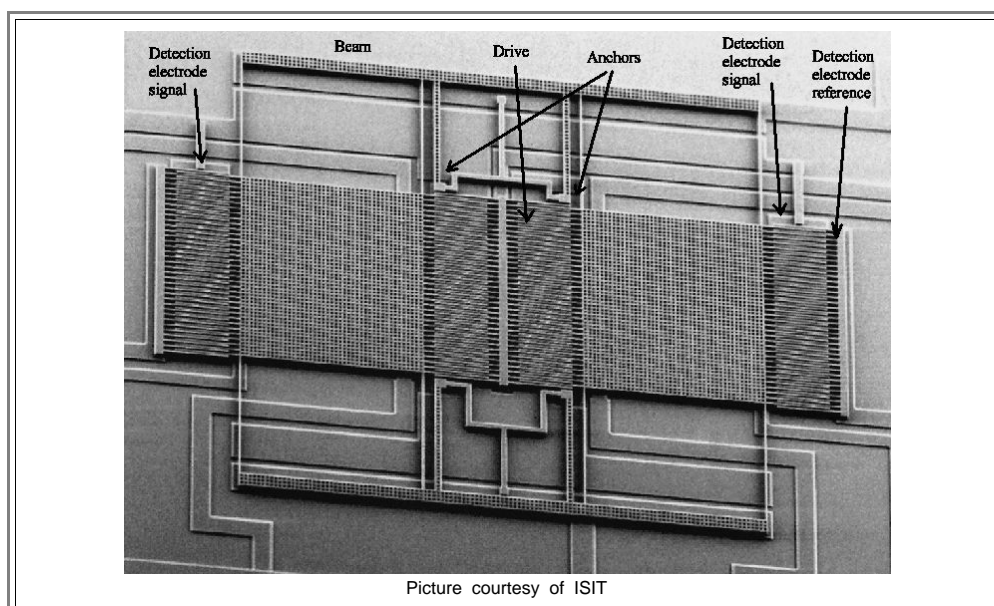 Detection
electrode
signal
Beam
Drive
Anchors
Detection
electrode
signal
Detection
electrode
reference
Picture courtesy of ISIT